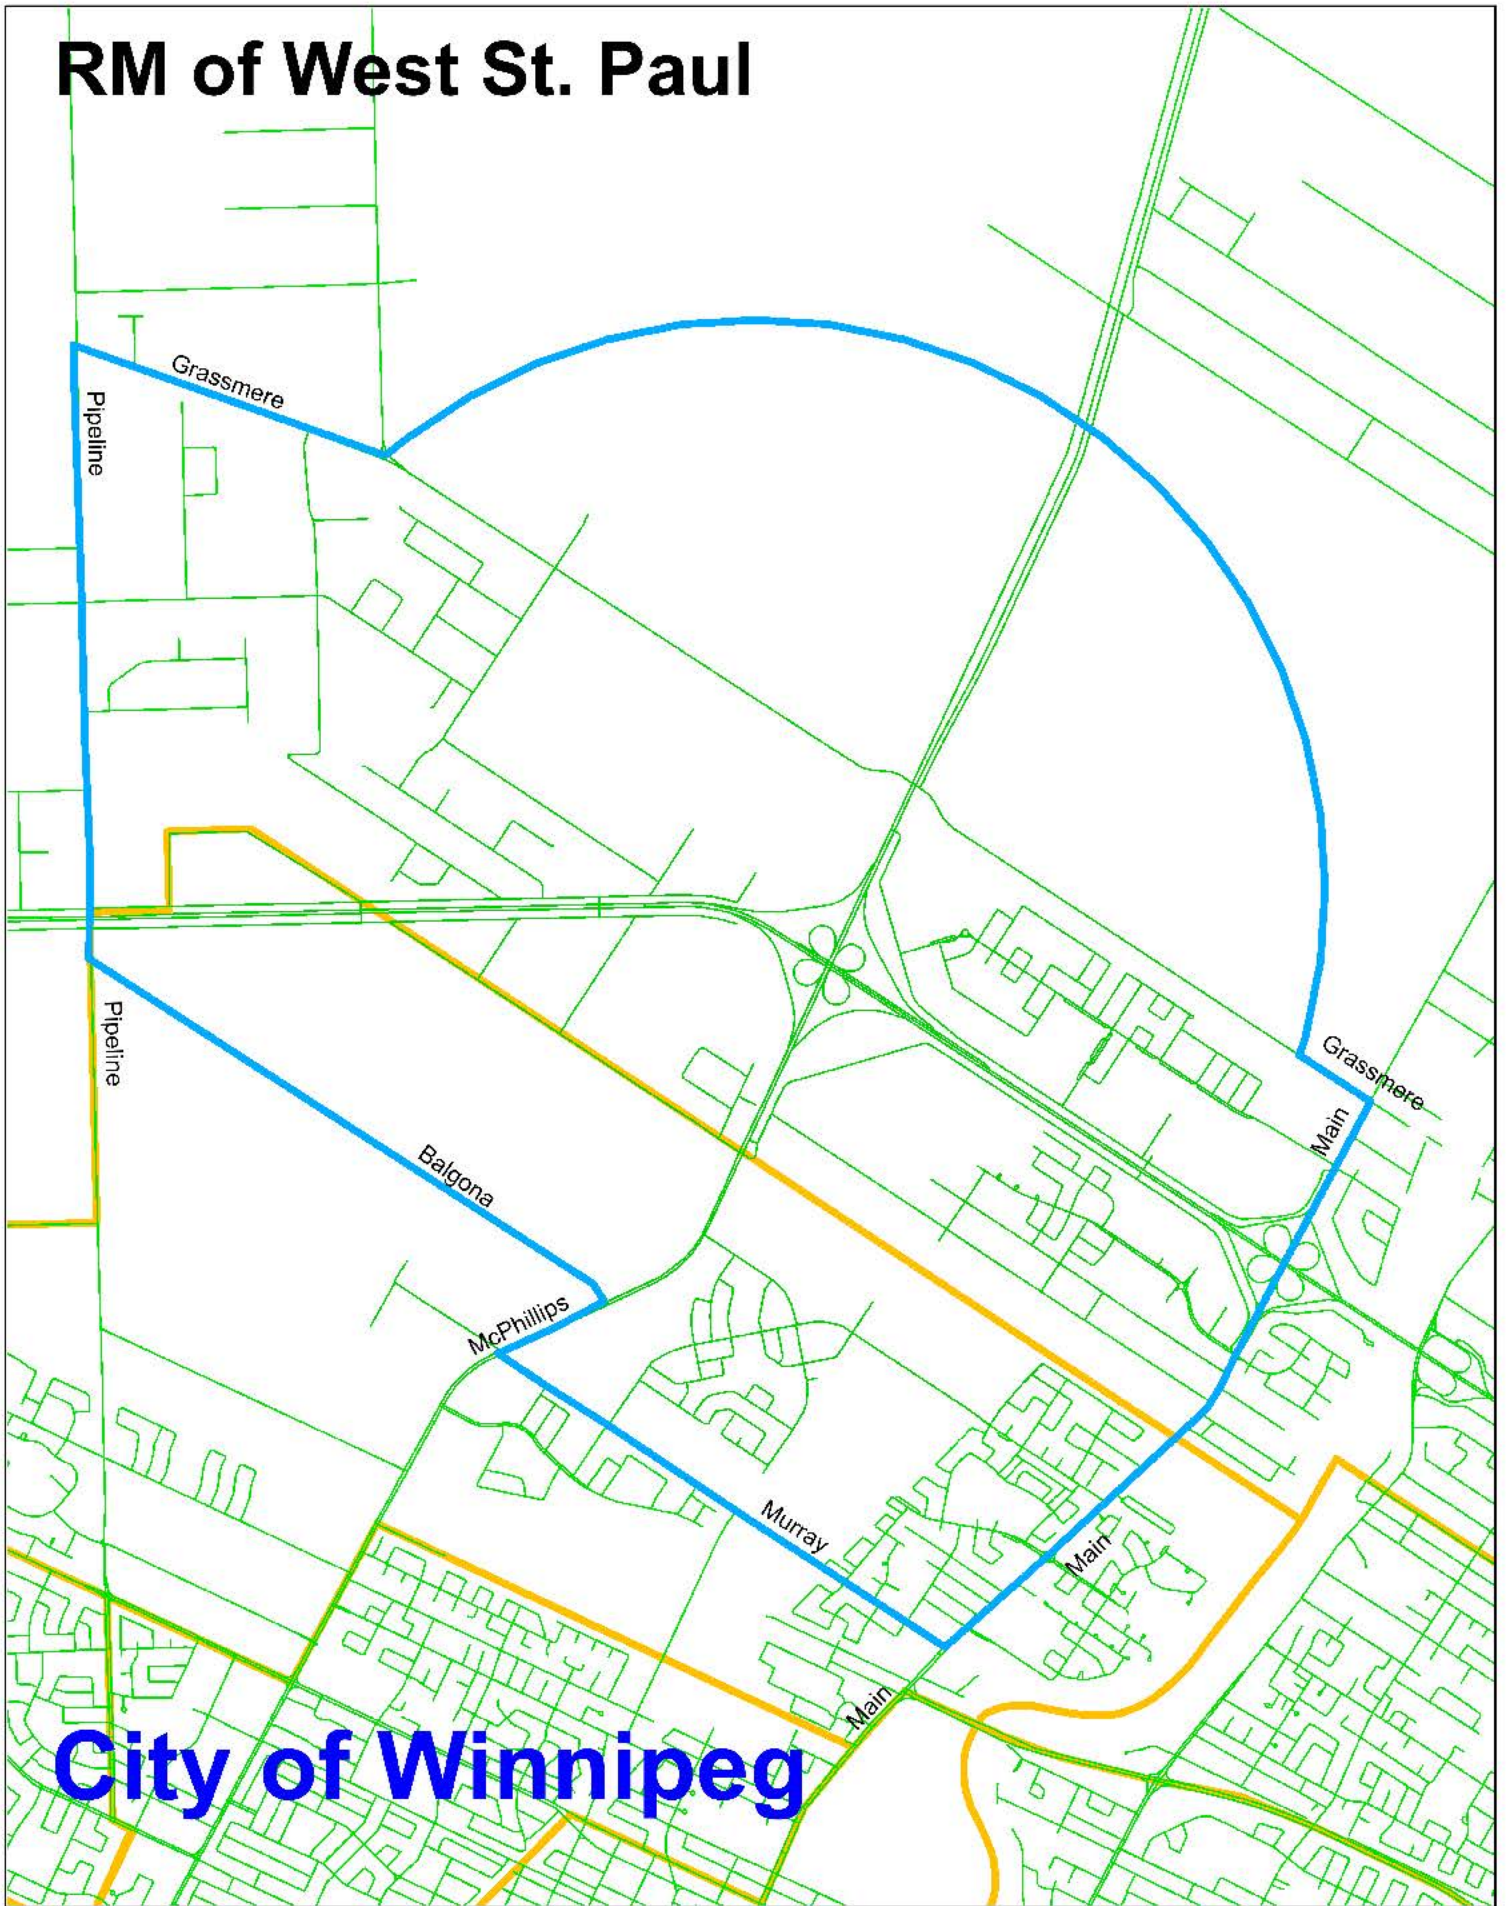 RM of West St. Paul
Grassmere
Pipeline
Pipeline
Grassmere
Main
Balgona
McPhillips
Murray
Main
Main
City of Winnipeg